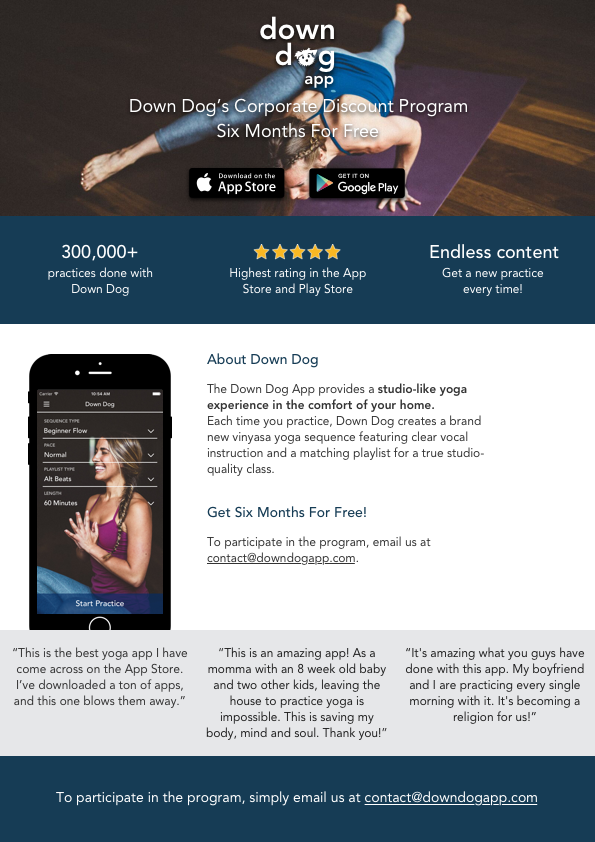 down
dog
app
Down Dog's Corporate Discount Program
Six Months For Free
Download on the
App Store
GET IT ON
Google Play
300,000+
practices done with
Down Dog
Highest rating in the App
Store and Play Store
Endless content
Get a new practice
every time!
Carrier
10:54 AM
Down Dog
SEQUENCE TYPE
Beginner Flow
PACE
Normal
PLAYLIST TYPE
Alt Beats
LENGTH
60 Minutes
Start Practice
About Down Dog
The Down Dog App provides a studio-like yoga
experience in the comfort of your home.
Each time you practice, Down Dog creates a brand
new vinyasa yoga sequence featuring clear vocal
instruction and a matching playlist for a true studio-
quality class.
Get Six Months For Free!
To participate in the program, email us at
contact@downdogapp.com.
“This is the best yoga app I have
come across on the App Store.
I’ve downloaded a ton of apps,
and this one blows them away.”
“This is an amazing app! As a
momma with an 8 week old baby
and two other kids, leaving the
house to practice yoga is
impossible. This is saving my
body, mind and soul. Thank you!”
“It's amazing what you guys have
done with this app. My boyfriend
and I are practicing every single
morning with it. It's becoming a
religion for us!”
To participate in the program, simply email us at contact@downdogapp.com